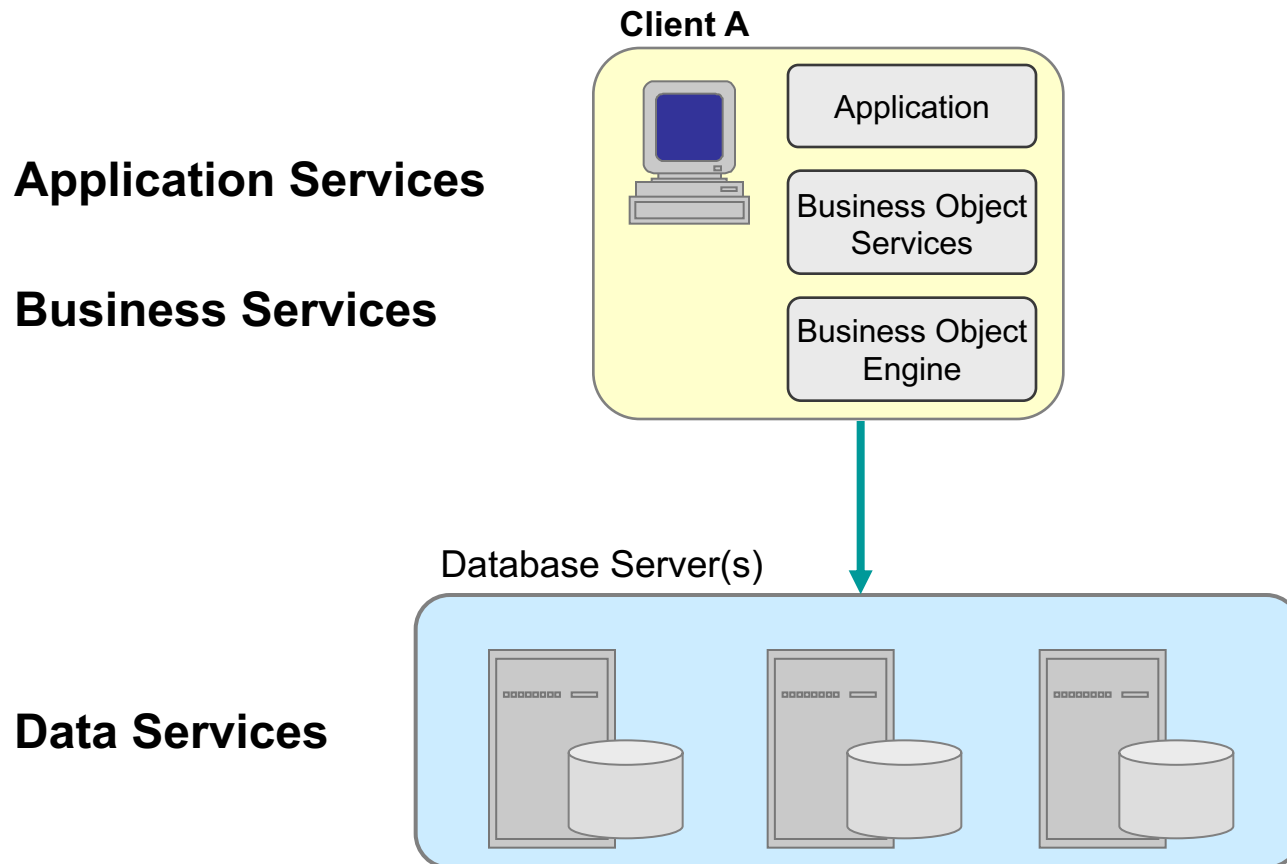 Client A
Application
Application Services
Business Object
Services
Business Services
Business Object
Engine
Database Server(s)
Data Services